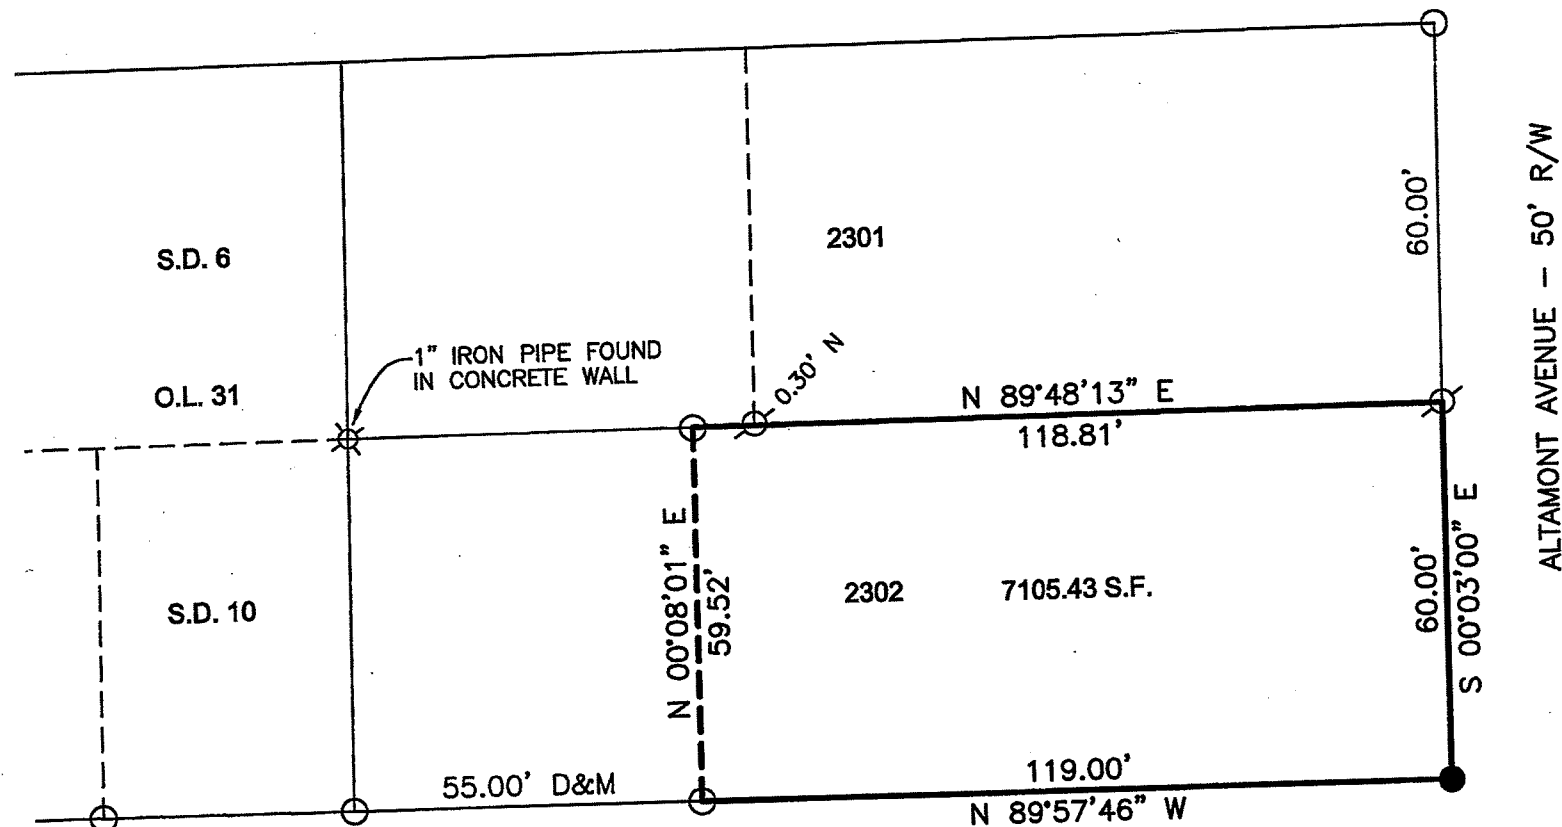 2301
60.00'
ALTAMONT AVENUE – 50' R/W
S.D. 6
1" IRON PIPE FOUND
IN CONCRETE WALL
0.30' N
O.L. 31
N 89°48'13" E
118.81'
N 00°08'01" E
59.52'
S.D. 10
2302
7105.43 S.F.
60.00'
S 00°03'00" E
55.00' D&M
119.00'
N 89°57'46" W